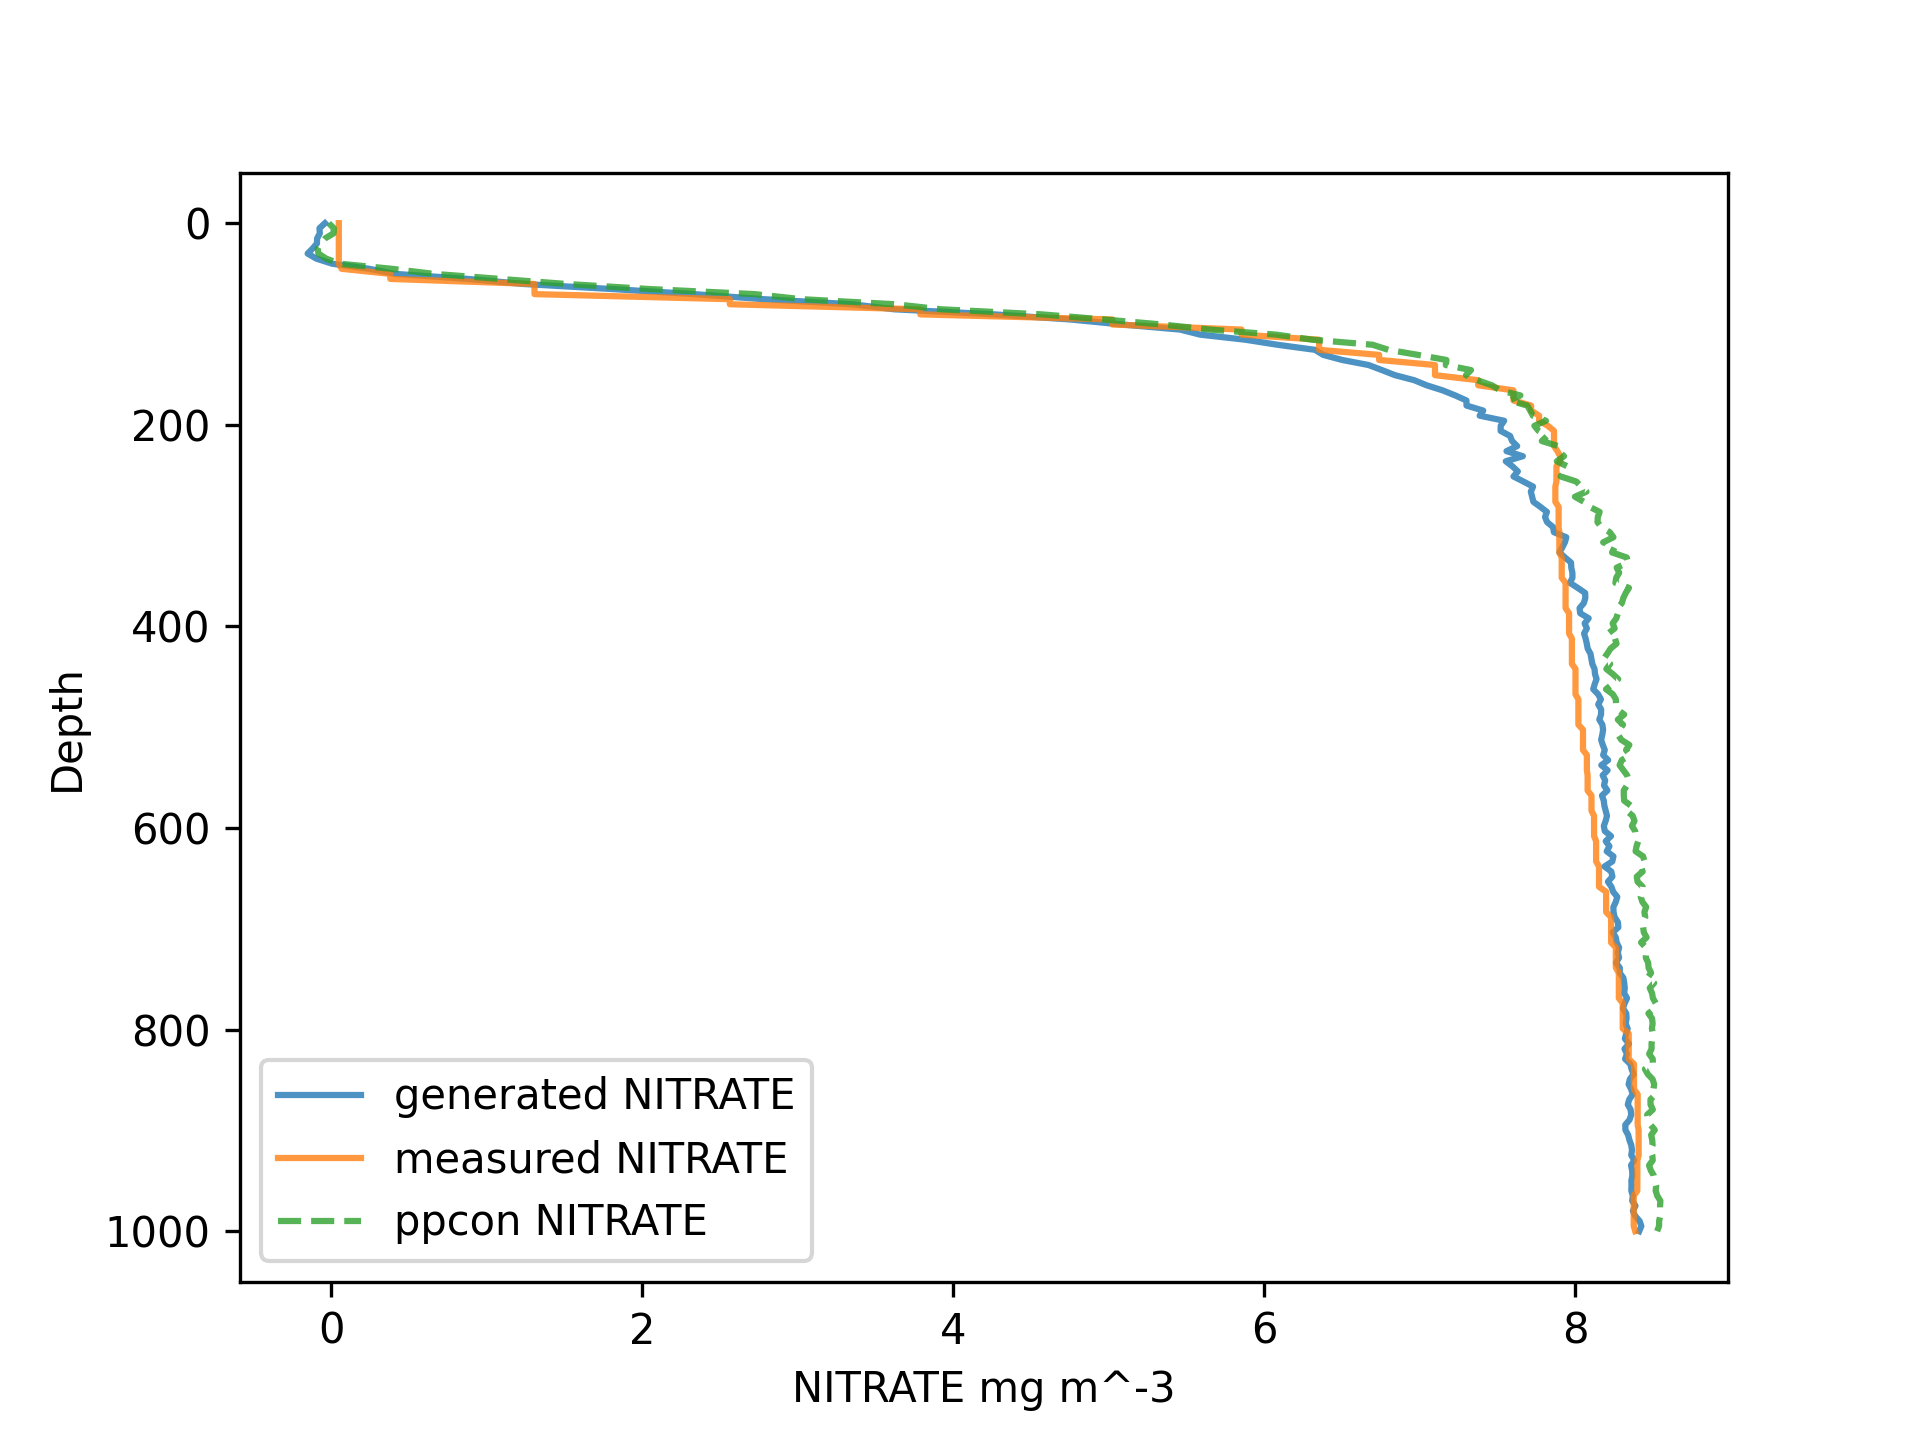 0
200
400
600
800
1000
Depth
generated NITRATE
measured NITRATE
ppcon NITRATE
0 2 4 6 8
NITRATE mg m^-3